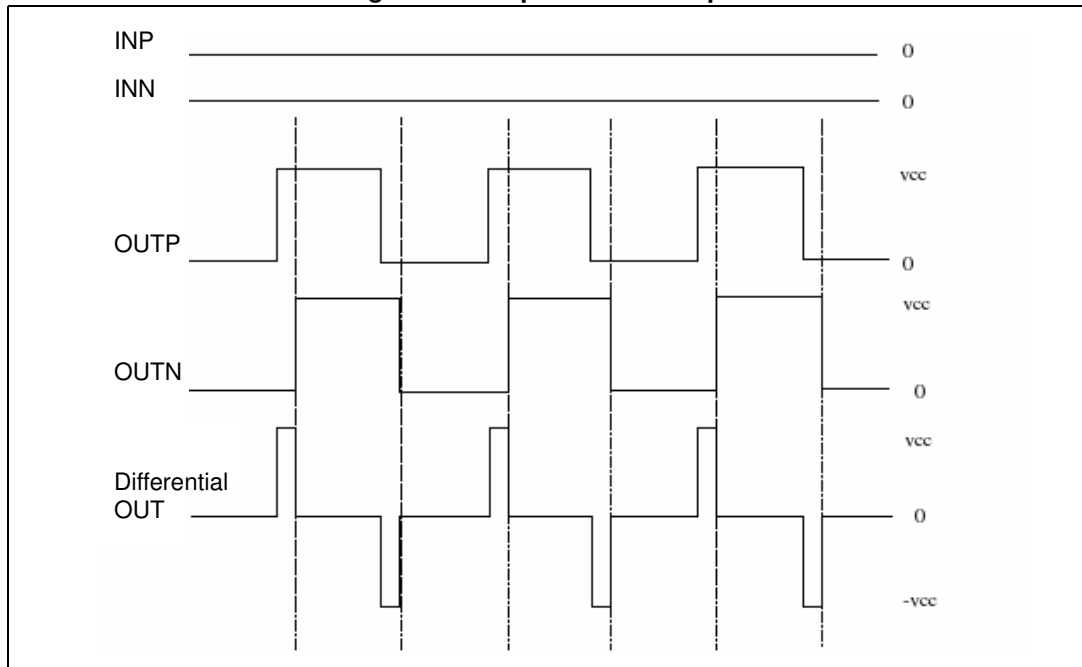 INP
0
INN
0
vcc
OUTP
0
vcc
OUTN
0
vcc
Differential
OUT
0
-vcc